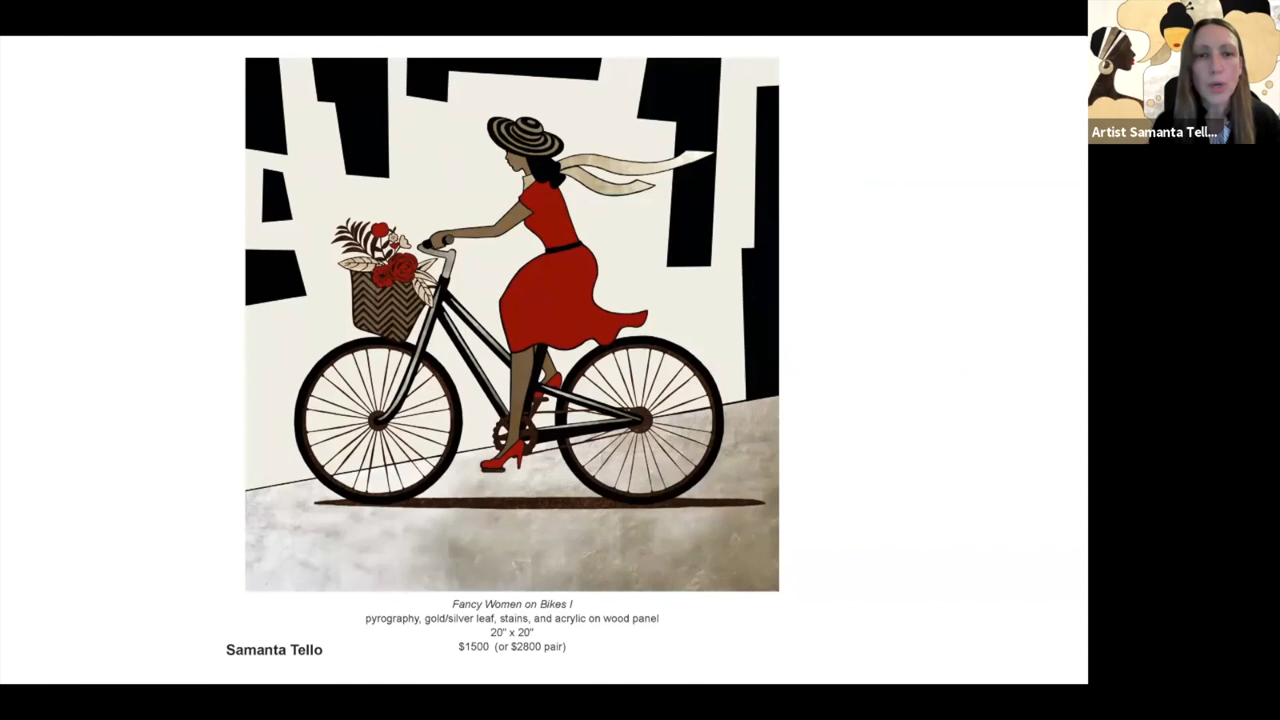 Artist Samanta Tell...
Fancy Women on Bikes I
pyrography, gold/silver leaf, stains, and acrylic on wood panel
20" x 20"
$1500 (or $2800 pair)
Samanta Tello